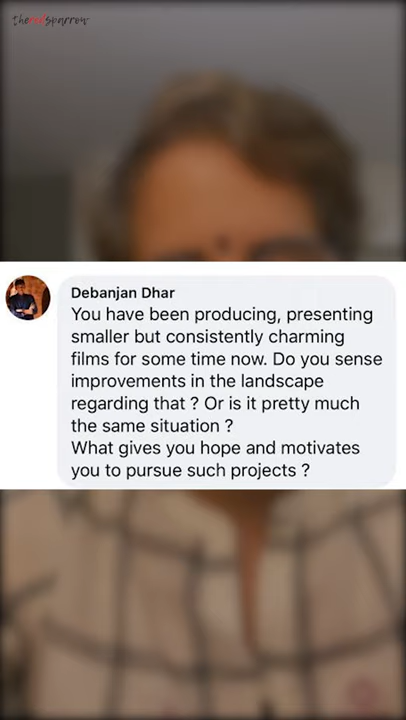 theredsparrow
Debanjan Dhar
You have been producing, presenting
smaller but consistently charming
films for some time now. Do you sense
improvements in the landscape
regarding that ? Or is it pretty much
the same situation ?
What gives you hope and motivates
you to pursue such projects ?